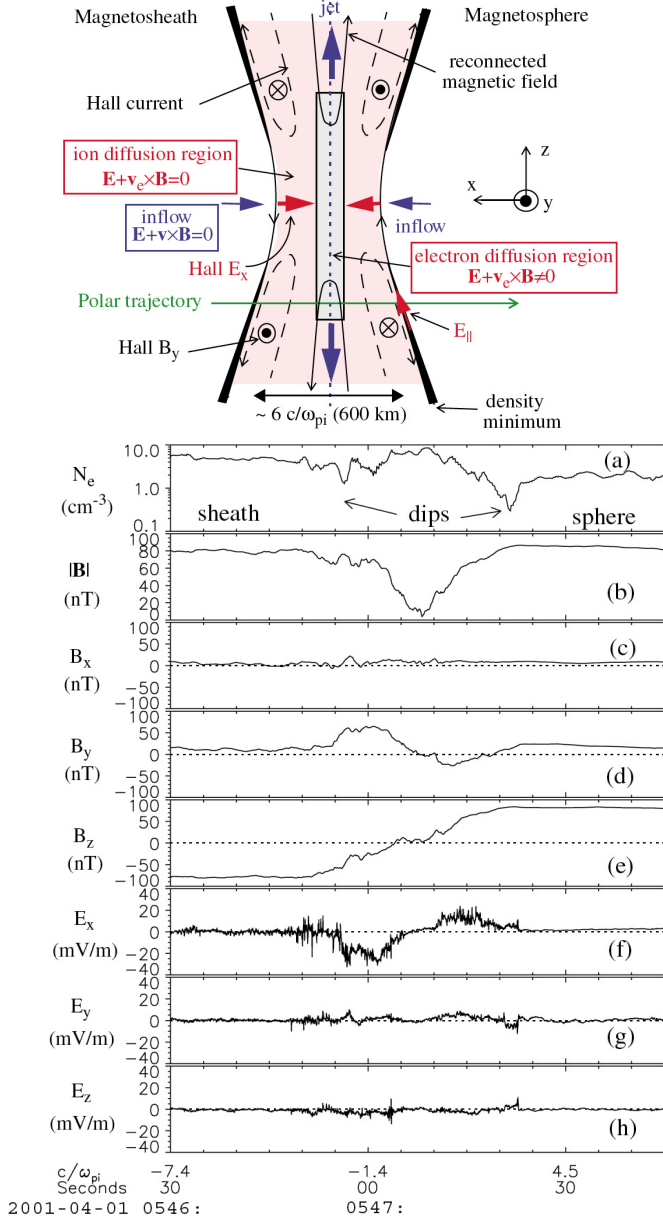 jet
Magnetosheath
Magnetosphere
reconnected
magnetic field
Hall current
ion diffusion region
E+vₑ×B=0
z
x
y
inflow
E+v×B=0
inflow
Hall Eₓ
electron diffusion region
E+vₑ×B≠0
Polar trajectory
Hall B_y
E_||
~ 6 c/ω_pi (600 km)
density
minimum
N_e
(cm⁻³)
10.0
1.0
0.1
(a)
sheath
dips
sphere
|B|
(nT)
80
60
40
20
0
(b)
B_x
(nT)
100
50
0
−50
−100
(c)
B_y
(nT)
100
50
0
−50
−100
(d)
B_z
(nT)
100
50
0
−50
−100
(e)
E_x
(mV/m)
40
20
0
−20
−40
(f)
E_y
(mV/m)
40
20
0
−20
−40
(g)
E_z
(mV/m)
40
20
0
−20
−40
(h)
c/ω_pi −7.4 −1.4 4.5
Seconds 30 00 30
2001-04-01 0546: 0547: